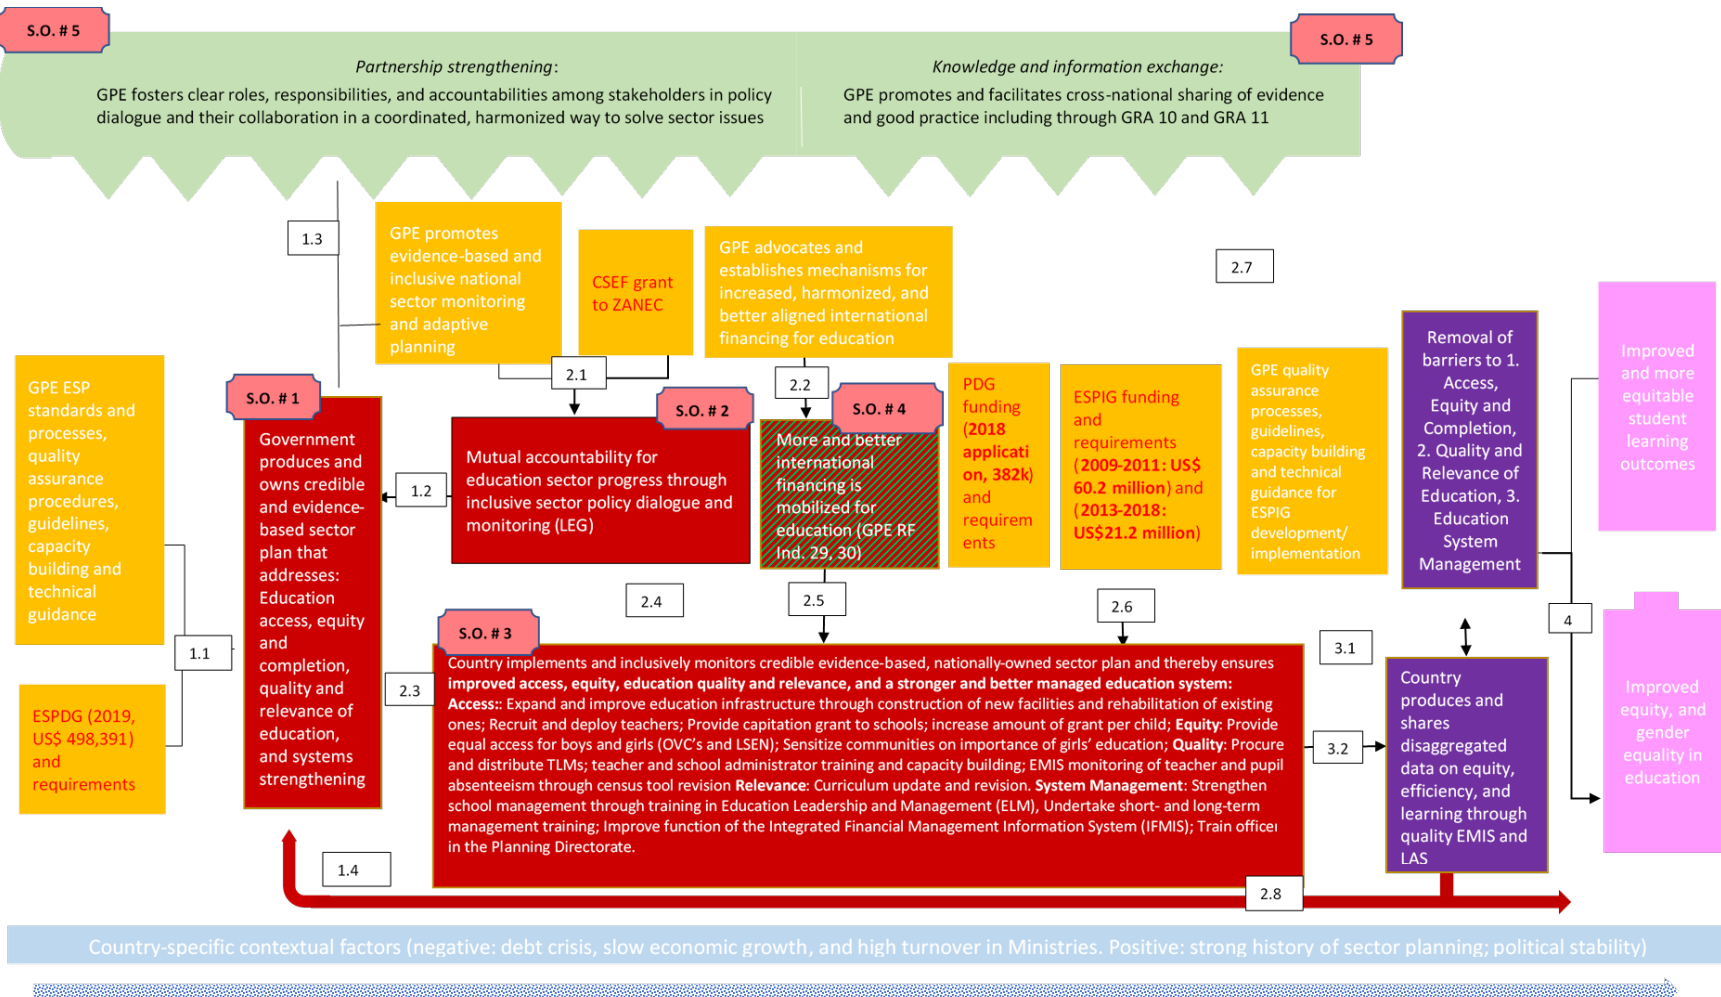 S.O. # 5
S.O. # 5
Partnership strengthening:
GPE fosters clear roles, responsibilities, and accountabilities among stakeholders in policy
dialogue and their collaboration in a coordinated, harmonized way to solve sector issues
Knowledge and information exchange:
GPE promotes and facilitates cross-national sharing of evidence
and good practice including through GRA 10 and GRA 11
1.3
GPE promotes
evidence-based and
inclusive national
sector monitoring
and adaptive
planning
CSEF grant
to ZANEC
GPE advocates and
establishes mechanisms for
increased, harmonized, and
better aligned international
financing for education
2.7
2.1
2.2
GPE ESP
standards and
processes,
quality
assurance
procedures,
guidelines,
capacity
building and
technical
guidance
ESPDG (2019,
US$ 498,391)
and
requirements
1.1
S.O. # 1
Government
produces and
owns credible
and evidence-
based sector
plan that
addresses:
Education
access, equity
and
completion,
quality and
relevance of
education,
and systems
strengthening
1.2
S.O. # 2
Mutual accountability for
education sector progress through
inclusive sector policy dialogue and
monitoring (LEG)
S.O. # 4
More and better
international
financing is
mobilized for
education (GPE RF
Ind. 29, 30)
PDG
funding
(2018
applicati
on, 382k)
and
requirem
ents
ESPIG funding
and
requirements
(2009-2011: US$
60.2 million) and
(2013-2018:
US$21.2 million)
GPE quality
assurance
processes,
guidelines,
capacity building
and technical
guidance for
ESPIG
development/
implementation
Removal of
barriers to 1.
Access,
Equity and
Completion,
2. Quality and
Relevance of
Education, 3.
Education
System
Management
Improved
and more
equitable
student
learning
outcomes
2.4
2.5
2.6
2.3
S.O. # 3
Country implements and inclusively monitors credible evidence-based, nationally-owned sector plan and thereby ensures
improved access, equity, education quality and relevance, and a stronger and better managed education system:
Access:: Expand and improve education infrastructure through construction of new facilities and rehabilitation of existing
ones; Recruit and deploy teachers; Provide capitation grant to schools; increase amount of grant per child; Equity: Provide
equal access for boys and girls (OVC's and LSEN); Sensitize communities on importance of girls' education; Quality: Procure
and distribute TLMs; teacher and school administrator training and capacity building; EMIS monitoring of teacher and pupil
absenteeism through census tool revision Relevance: Curriculum update and revision. System Management: Strengthen
school management through training in Education Leadership and Management (ELM), Undertake short- and long-term
management training; Improve function of the Integrated Financial Management Information System (IFMIS); Train officer
in the Planning Directorate.
3.1
3.2
4
Country
produces and
shares
disaggregated
data on equity,
efficiency, and
learning through
quality EMIS and
LAS
Improved
equity, and
gender
equality in
education
1.4
2.8
Country-specific contextual factors (negative: debt crisis, slow economic growth, and high turnover in Ministries. Positive: strong history of sector planning; political stability)